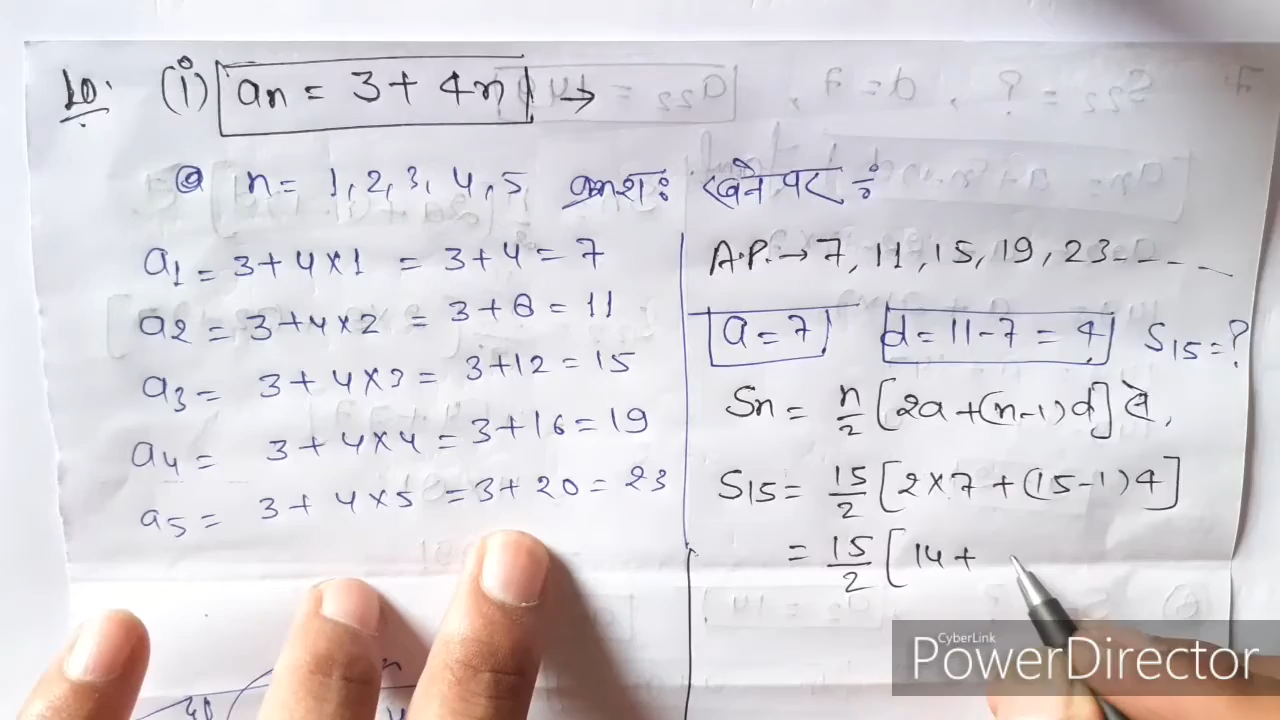 10. (i) an = 3 + 4n →
n = 1, 2, 3, 4, 5 क्रमशः रखने पर ÷
a1 = 3 + 4×1 = 3 + 4 = 7
a2 = 3 + 4×2 = 3 + 8 = 11
a3 = 3 + 4×3 = 3+12 = 15
a4 = 3 + 4×4 = 3+16 = 19
a5 = 3 + 4×5 = 3 + 20 = 23
A.P. → 7, 11, 15, 19, 23 - - - -
a = 7 d = 11-7 = 4 S15 = ?
Sn = n/2 [2a + (n-1)d] से,
S15 = 15/2 [2×7 + (15-1)4]
= 15/2 [14 +
CyberLink
PowerDirector